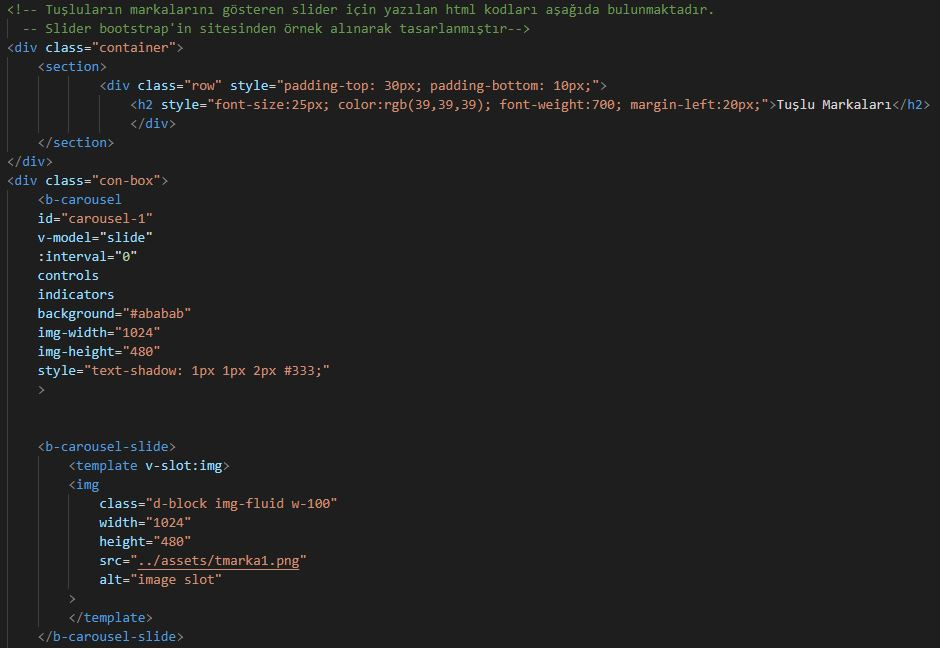 <!-- Tuşluların markalarını gösteren slider için yazılan html kodları aşağıda bulunmaktadır.
-- Slider bootstrap'in sitesinden örnek alınarak tasarlanmıştır-->
<div class="container">
<section>
<div class="row" style="padding-top: 30px; padding-bottom: 10px;">
<h2 style="font-size:25px; color:rgb(39,39,39); font-weight:700; margin-left:20px;">Tuşlu Markaları</h2>
</div>
</section>
</div>
<div class="con-box">
<b-carousel
id="carousel-1"
v-model="slide"
:interval="0"
controls
indicators
background="#ababab"
img-width="1024"
img-height="480"
style="text-shadow: 1px 1px 2px #333;"
>
<b-carousel-slide>
<template v-slot:img>
<img
class="d-block img-fluid w-100"
width="1024"
height="480"
src="../assets/tmarka1.png"
alt="image slot"
>
</template>
</b-carousel-slide>